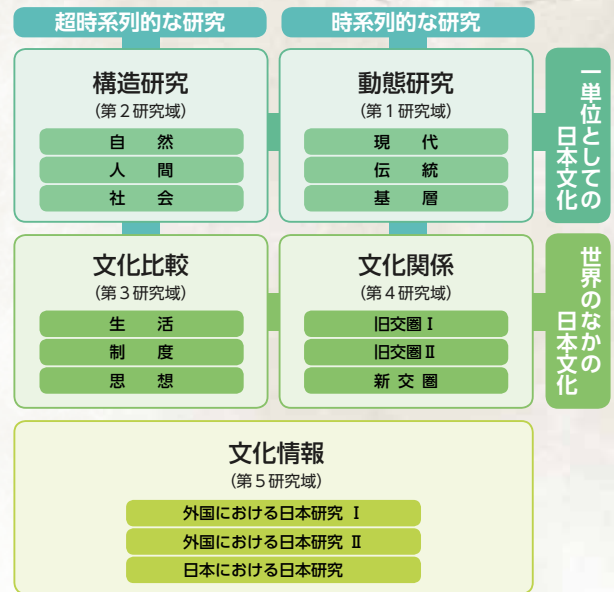 超時系列的な研究
時系列的な研究
構造研究
(第2研究域)
自 然
人 間
社 会
動態研究
(第1研究域)
現 代
伝 統
基 層
一単位としての
日本文化
文化比較
(第3研究域)
生 活
制 度
思 想
文化関係
(第4研究域)
旧交圏Ⅰ
旧交圏Ⅱ
新 交 圏
世界のなかの
日本文化
文化情報
(第5研究域)
外国における日本研究 Ⅰ
外国における日本研究 Ⅱ
日本における日本研究